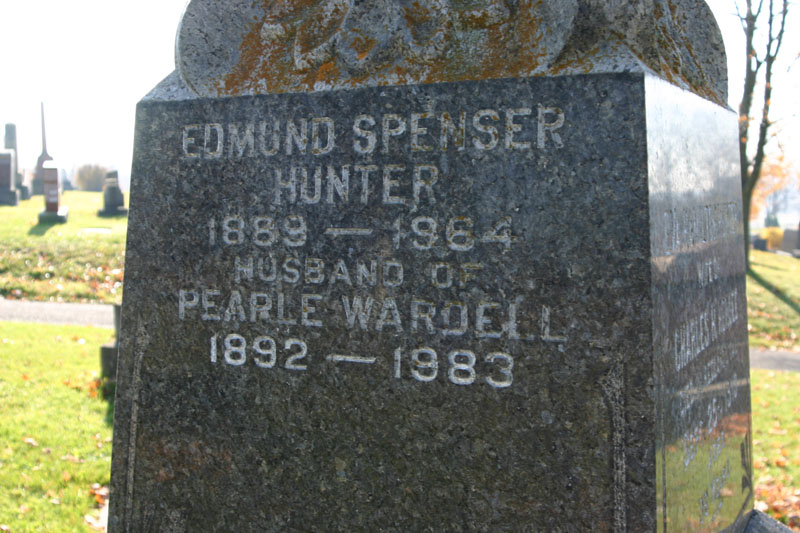 EDMUND SPENSER
HUNTER
1889 — 1964
HUSBAND OF
PEARLE WARDELL
1892 — 1983